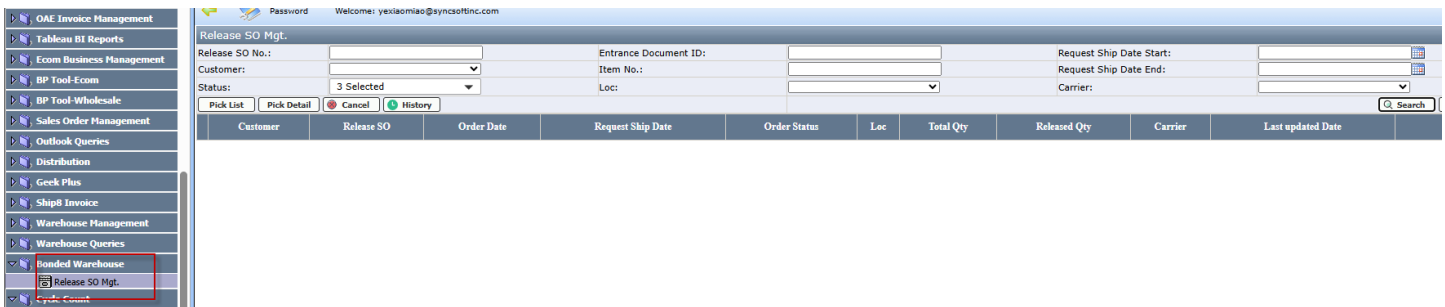 OAE Invoice Management
Tableau BI Reports
Ecom Business Management
BP Tool-Ecom
BP Tool-Wholesale
Sales Order Management
Outlook Queries
Distribution
Geek Plus
Ship8 Invoice
Warehouse Management
Warehouse Queries
Bonded Warehouse
Release SO Mgt.
Cycle Count
Password Welcome: yexiaomiao@syncsoftinc.com
Release SO Mgt.
Release SO No.: Entrance Document ID: Request Ship Date Start:
Customer: Item No.: Request Ship Date End:
Status: 3 Selected Loc: Carrier:
Pick List Pick Detail Cancel History Search
Customer Release SO Order Date Request Ship Date Order Status Loc Total Qty Released Qty Carrier Last updated Date